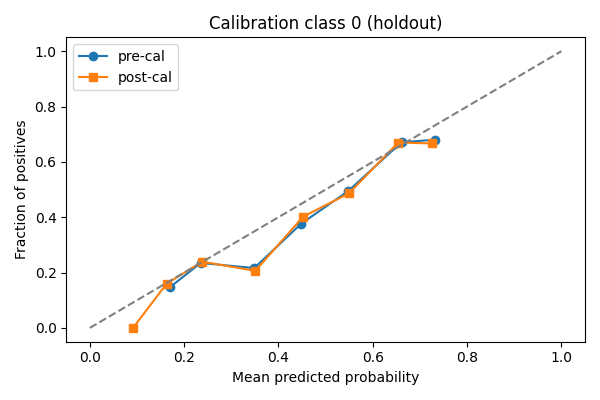 Calibration class 0 (holdout)
pre-cal
post-cal
Fraction of positives
1.0
0.8
0.6
0.4
0.2
0.0
0.0 0.2 0.4 0.6 0.8 1.0
Mean predicted probability